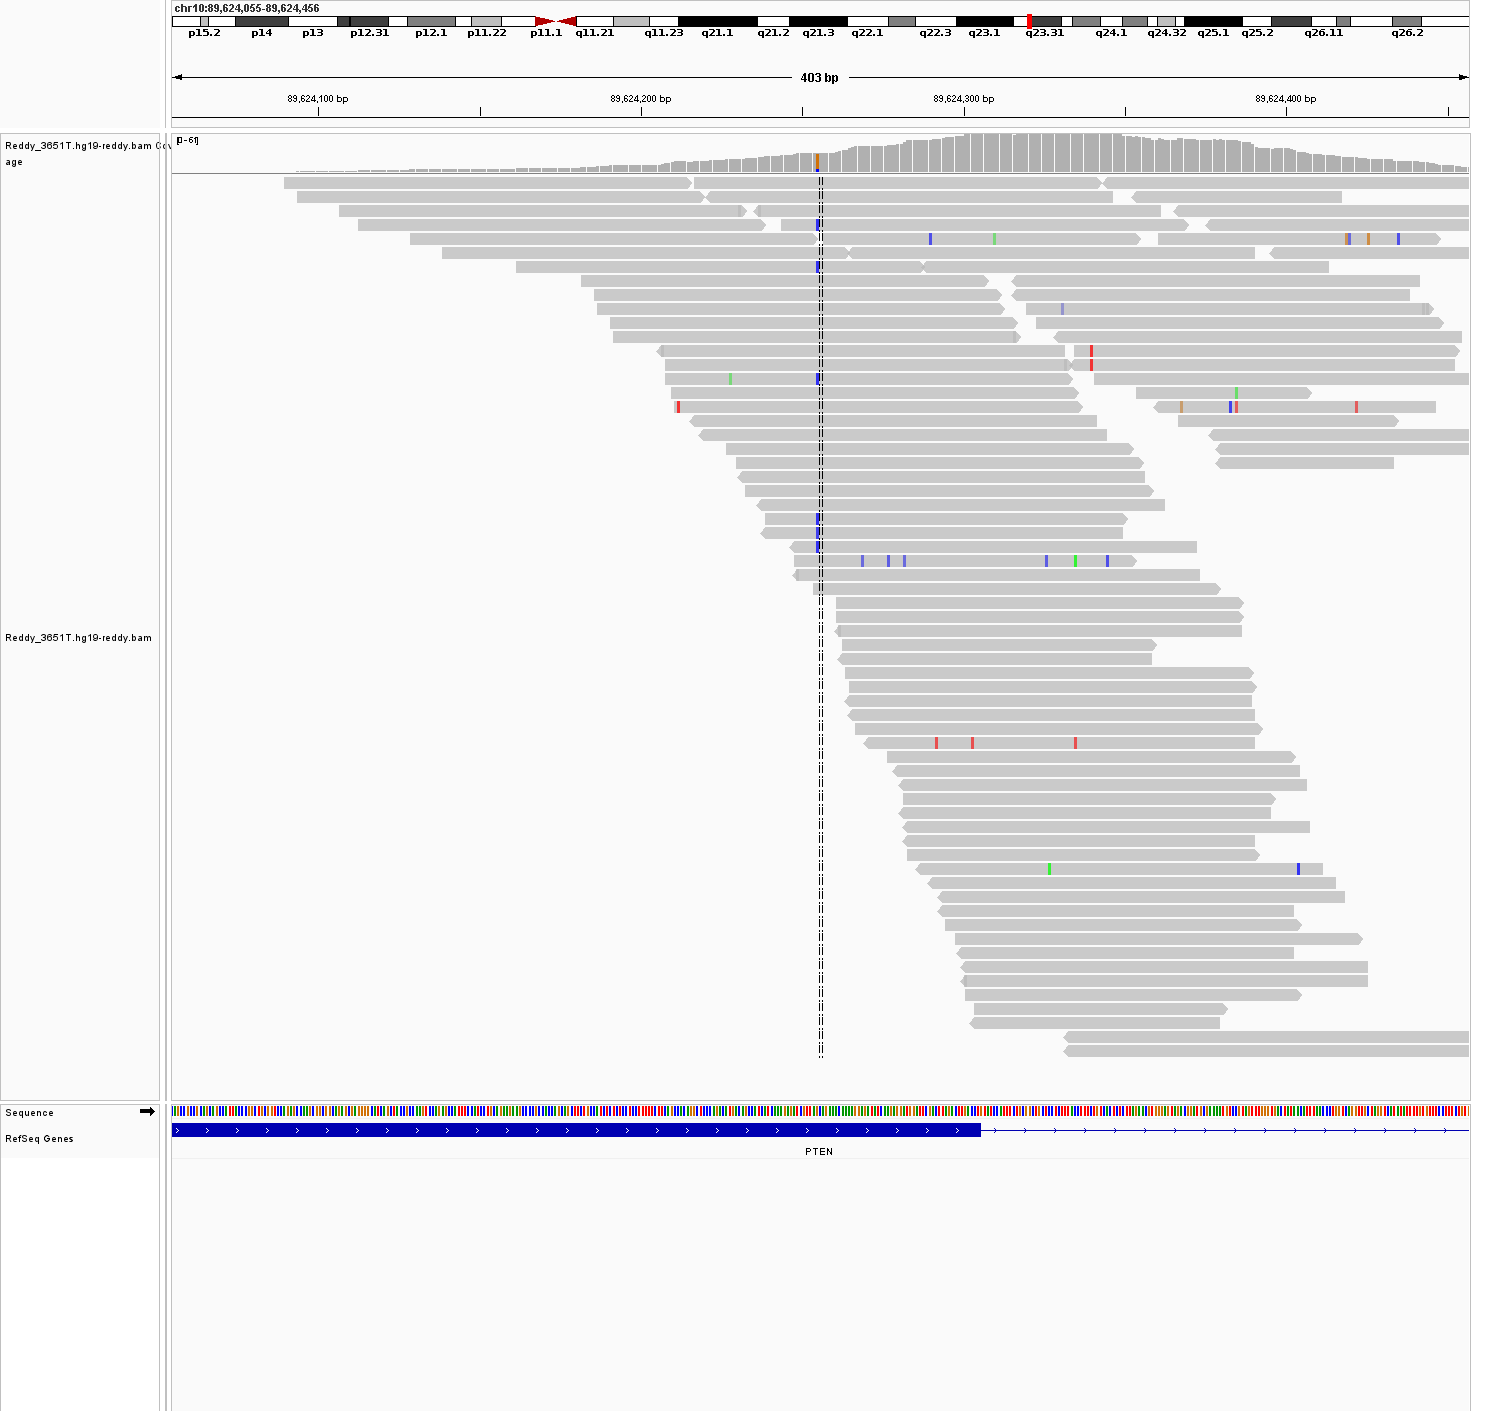 chr10:89,624,055-89,624,456
p15.2 p14 p13 p12.31 p12.1 p11.22 p11.1 q11.21 q11.23 q21.1 q21.2 q21.3 q22.1 q22.3 q23.1 q23.31 q24.1 q24.32 q25.1 q25.2 q26.11 q26.2
403 bp
89,624,100 bp 89,624,200 bp 89,624,300 bp 89,624,400 bp
[0-61]
Reddy_3651T.hg19-reddy.bam Cov
age
Reddy_3651T.hg19-reddy.bam
Sequence
RefSeq Genes
PTEN